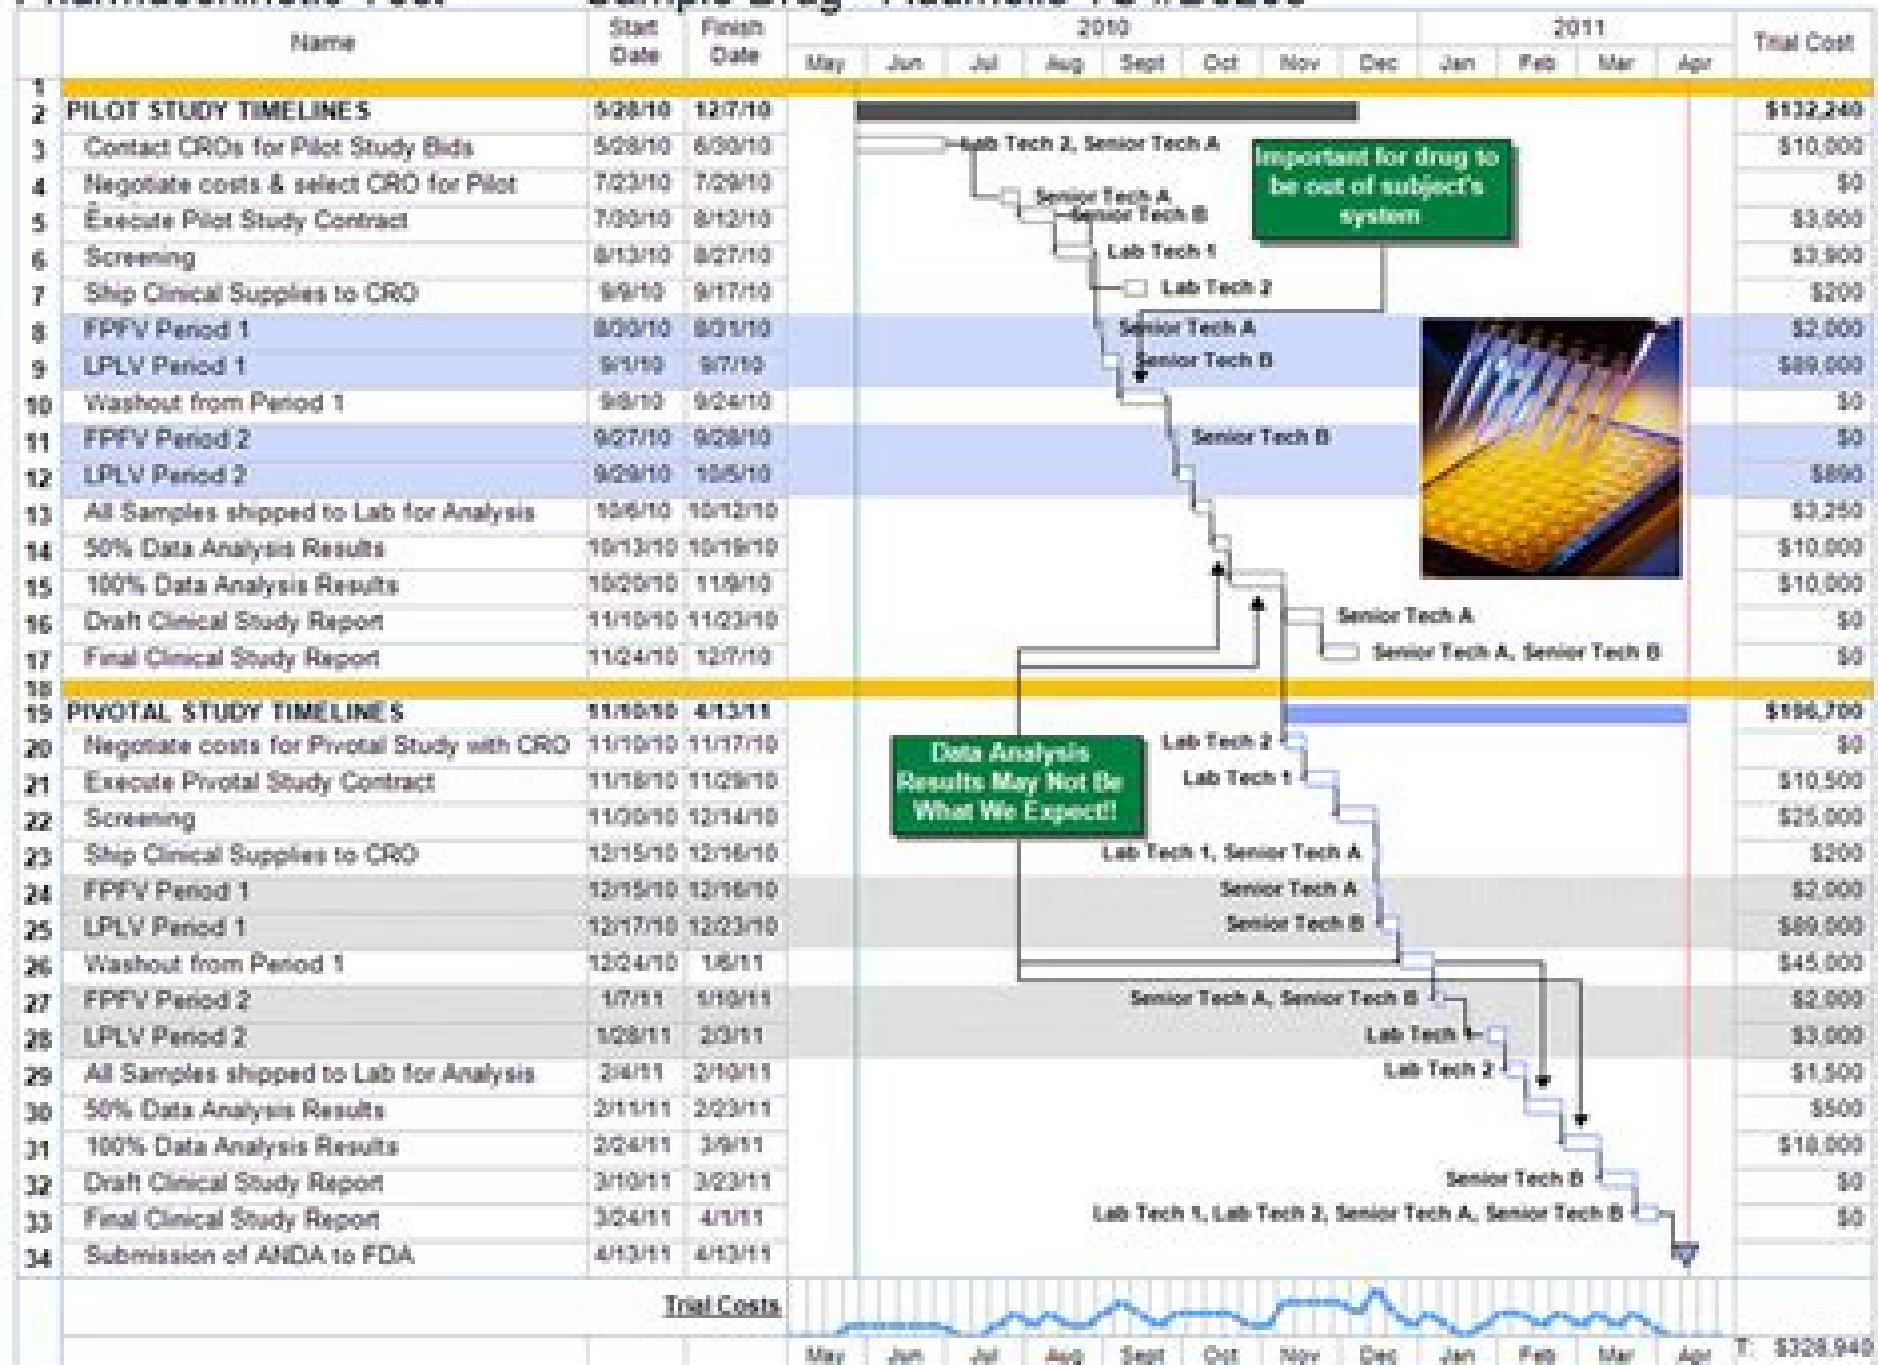 Name Start Date Finish Date 2010 2011 Trial Cost
May Jun Jul Aug Sept Oct Nov Dec Jan Feb Mar Apr
1
2 PILOT STUDY TIMELINES 5/28/10 12/7/10 $132,240
3 Contact CROs for Pilot Study Bids 5/28/10 6/30/10 Lab Tech 2, Senior Tech A $10,000
4 Negotiate costs & select CRO for Pilot 7/23/10 7/29/10 Senior Tech A $0
5 Execute Pilot Study Contract 7/30/10 8/12/10 Senior Tech B $3,000
6 Screening 8/13/10 8/27/10 Lab Tech 1 $3,900
7 Ship Clinical Supplies to CRO 9/9/10 9/17/10 Lab Tech 2 $200
8 FPFV Period 1 8/30/10 8/31/10 Senior Tech A $2,000
9 LPLV Period 1 9/1/10 9/7/10 Senior Tech B $89,000
10 Washout from Period 1 9/8/10 9/24/10 $0
11 FPFV Period 2 9/27/10 9/28/10 Senior Tech B $0
12 LPLV Period 2 9/29/10 10/5/10 $890
13 All Samples shipped to Lab for Analysis 10/6/10 10/12/10 $3,250
14 50% Data Analysis Results 10/13/10 10/19/10 $10,000
15 100% Data Analysis Results 10/20/10 11/9/10 $10,000
16 Draft Clinical Study Report 11/10/10 11/23/10 Senior Tech A $0
17 Final Clinical Study Report 11/24/10 12/7/10 Senior Tech A, Senior Tech B $0
Important for drug to
be out of subject's
system
18
19 PIVOTAL STUDY TIMELINES 11/10/10 4/13/11 $196,700
20 Negotiate costs for Pivotal Study with CRO 11/10/10 11/17/10 Lab Tech 2 $0
21 Execute Pivotal Study Contract 11/18/10 11/29/10 Lab Tech 1 $10,500
22 Screening 11/30/10 12/14/10 $25,000
23 Ship Clinical Supplies to CRO 12/15/10 12/16/10 Lab Tech 1, Senior Tech A $200
24 FPFV Period 1 12/15/10 12/16/10 Senior Tech A $2,000
25 LPLV Period 1 12/17/10 12/23/10 Senior Tech B $89,000
26 Washout from Period 1 12/24/10 1/6/11 $45,000
27 FPFV Period 2 1/7/11 1/10/11 Senior Tech A, Senior Tech B $2,000
28 LPLV Period 2 1/28/11 2/3/11 Lab Tech $3,000
29 All Samples shipped to Lab for Analysis 2/4/11 2/10/11 Lab Tech 2 $1,500
30 50% Data Analysis Results 2/11/11 2/23/11 $500
31 100% Data Analysis Results 2/24/11 3/9/11 $18,000
32 Draft Clinical Study Report 3/10/11 3/23/11 Senior Tech B $0
33 Final Clinical Study Report 3/24/11 4/1/11 Lab Tech 1, Lab Tech 2, Senior Tech A, Senior Tech B $0
34 Submission of ANDA to FDA 4/13/11 4/13/11
Data Analysis
Results May Not Be
What We Expect!!
Trial Costs
May Jun Jul Aug Sept Oct Nov Dec Jan Feb Mar Apr T: $328,940